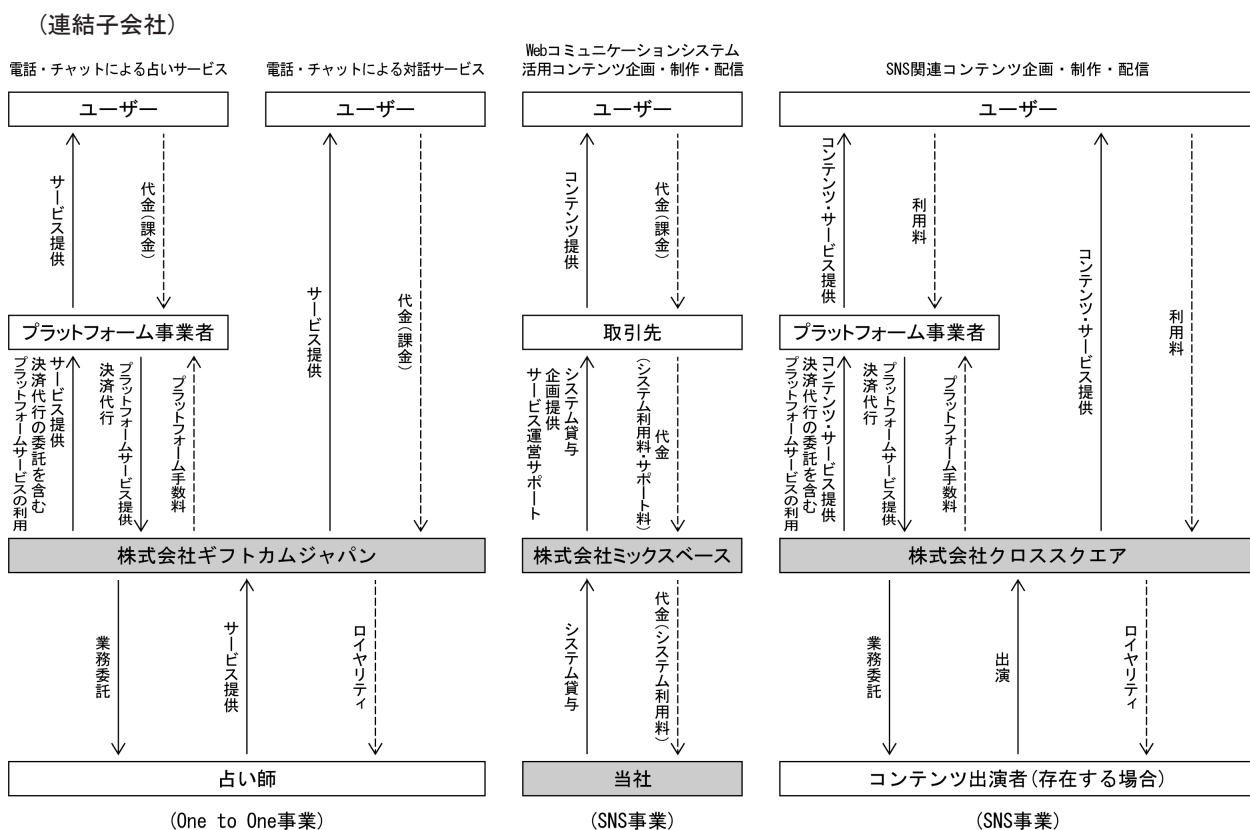 (連結子会社)
電話・チャットによる占いサービス
ユーザー
サービス提供
代金(課金)
プラットフォーム事業者
サービス提供
決済代行の委託を含む
プラットフォームサービスの利用
プラットフォームサービス提供
決済代行
プラットフォーム手数料
電話・チャットによる対話サービス
ユーザー
サービス提供
代金(課金)
株式会社ギフトカムジャパン
業務委託
サービス提供
ロイヤリティ
占い師
(One to One事業)
Webコミュニケーションシステム
活用コンテンツ企画・制作・配信
ユーザー
コンテンツ提供
代金(課金)
取引先
システム貸与
企画提供
サービス運営サポート
代金
(システム利用料・サポート料)
株式会社ミックスベース
システム貸与
代金(システム利用料)
当社
(SNS事業)
SNS関連コンテンツ企画・制作・配信
ユーザー
コンテンツ・サービス提供
利用料
プラットフォーム事業者
コンテンツ・サービス提供
決済代行の委託を含む
プラットフォームサービスの利用
プラットフォームサービス提供
決済代行
プラットフォーム手数料
コンテンツ・サービス提供
利用料
株式会社クロススクエア
業務委託
出演
ロイヤリティ
コンテンツ出演者(存在する場合)
(SNS事業)